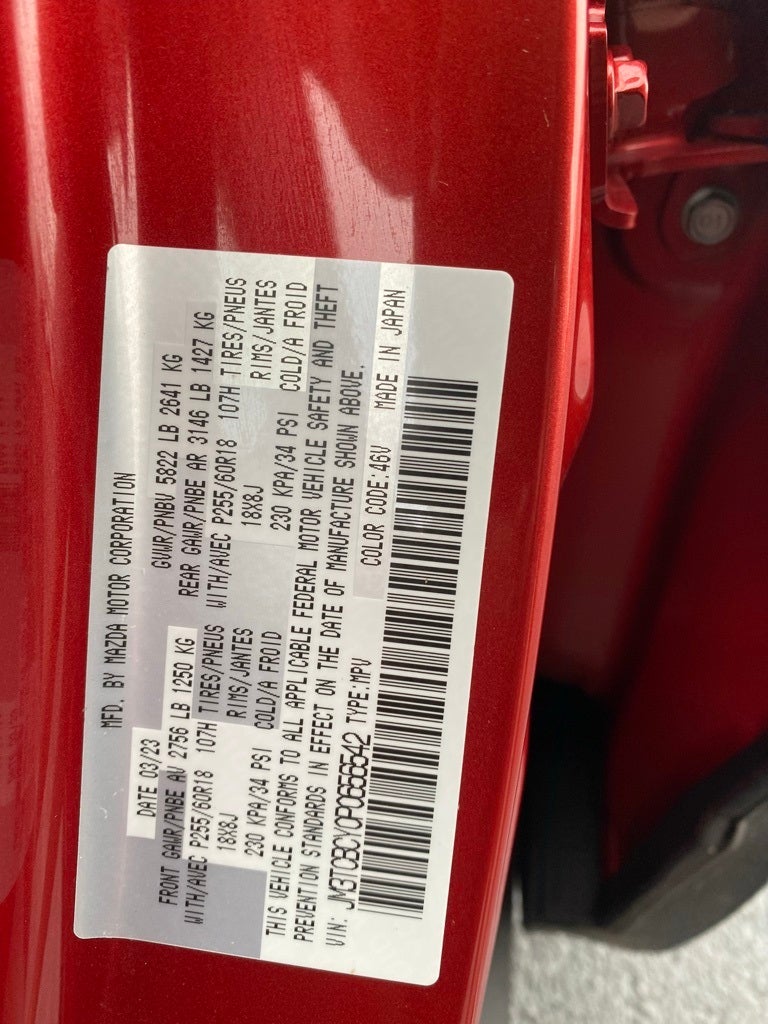 MFD. BY MAZDA MOTOR CORPORATION
DATE 03/23 GVWR/PNBV 5822 LB 2641 KG
FRONT GAWR/PNBE AU 2756 LB 1250 KG REAR GAWR/PNBE AR 3146 LB 1427 KG
WITH/AVEC P255/60R18 107H TIRES/PNEUS WITH/AVEC P255/60R18 107H TIRES/PNEUS
18X8J RIMS/JANTES 18X8J RIMS/JANTES
230 KPA/34 PSI COLD/A FROID 230 KPA/34 PSI COLD/A FROID
THIS VEHICLE CONFORMS TO ALL APPLICABLE FEDERAL MOTOR VEHICLE SAFETY AND THEFT
PREVENTION STANDARDS IN EFFECT ON THE DATE OF MANUFACTURE SHOWN ABOVE.
VIN: JM3TCBCY0P0656542 TYPE:MPV COLOR CODE:46V MADE IN JAPAN